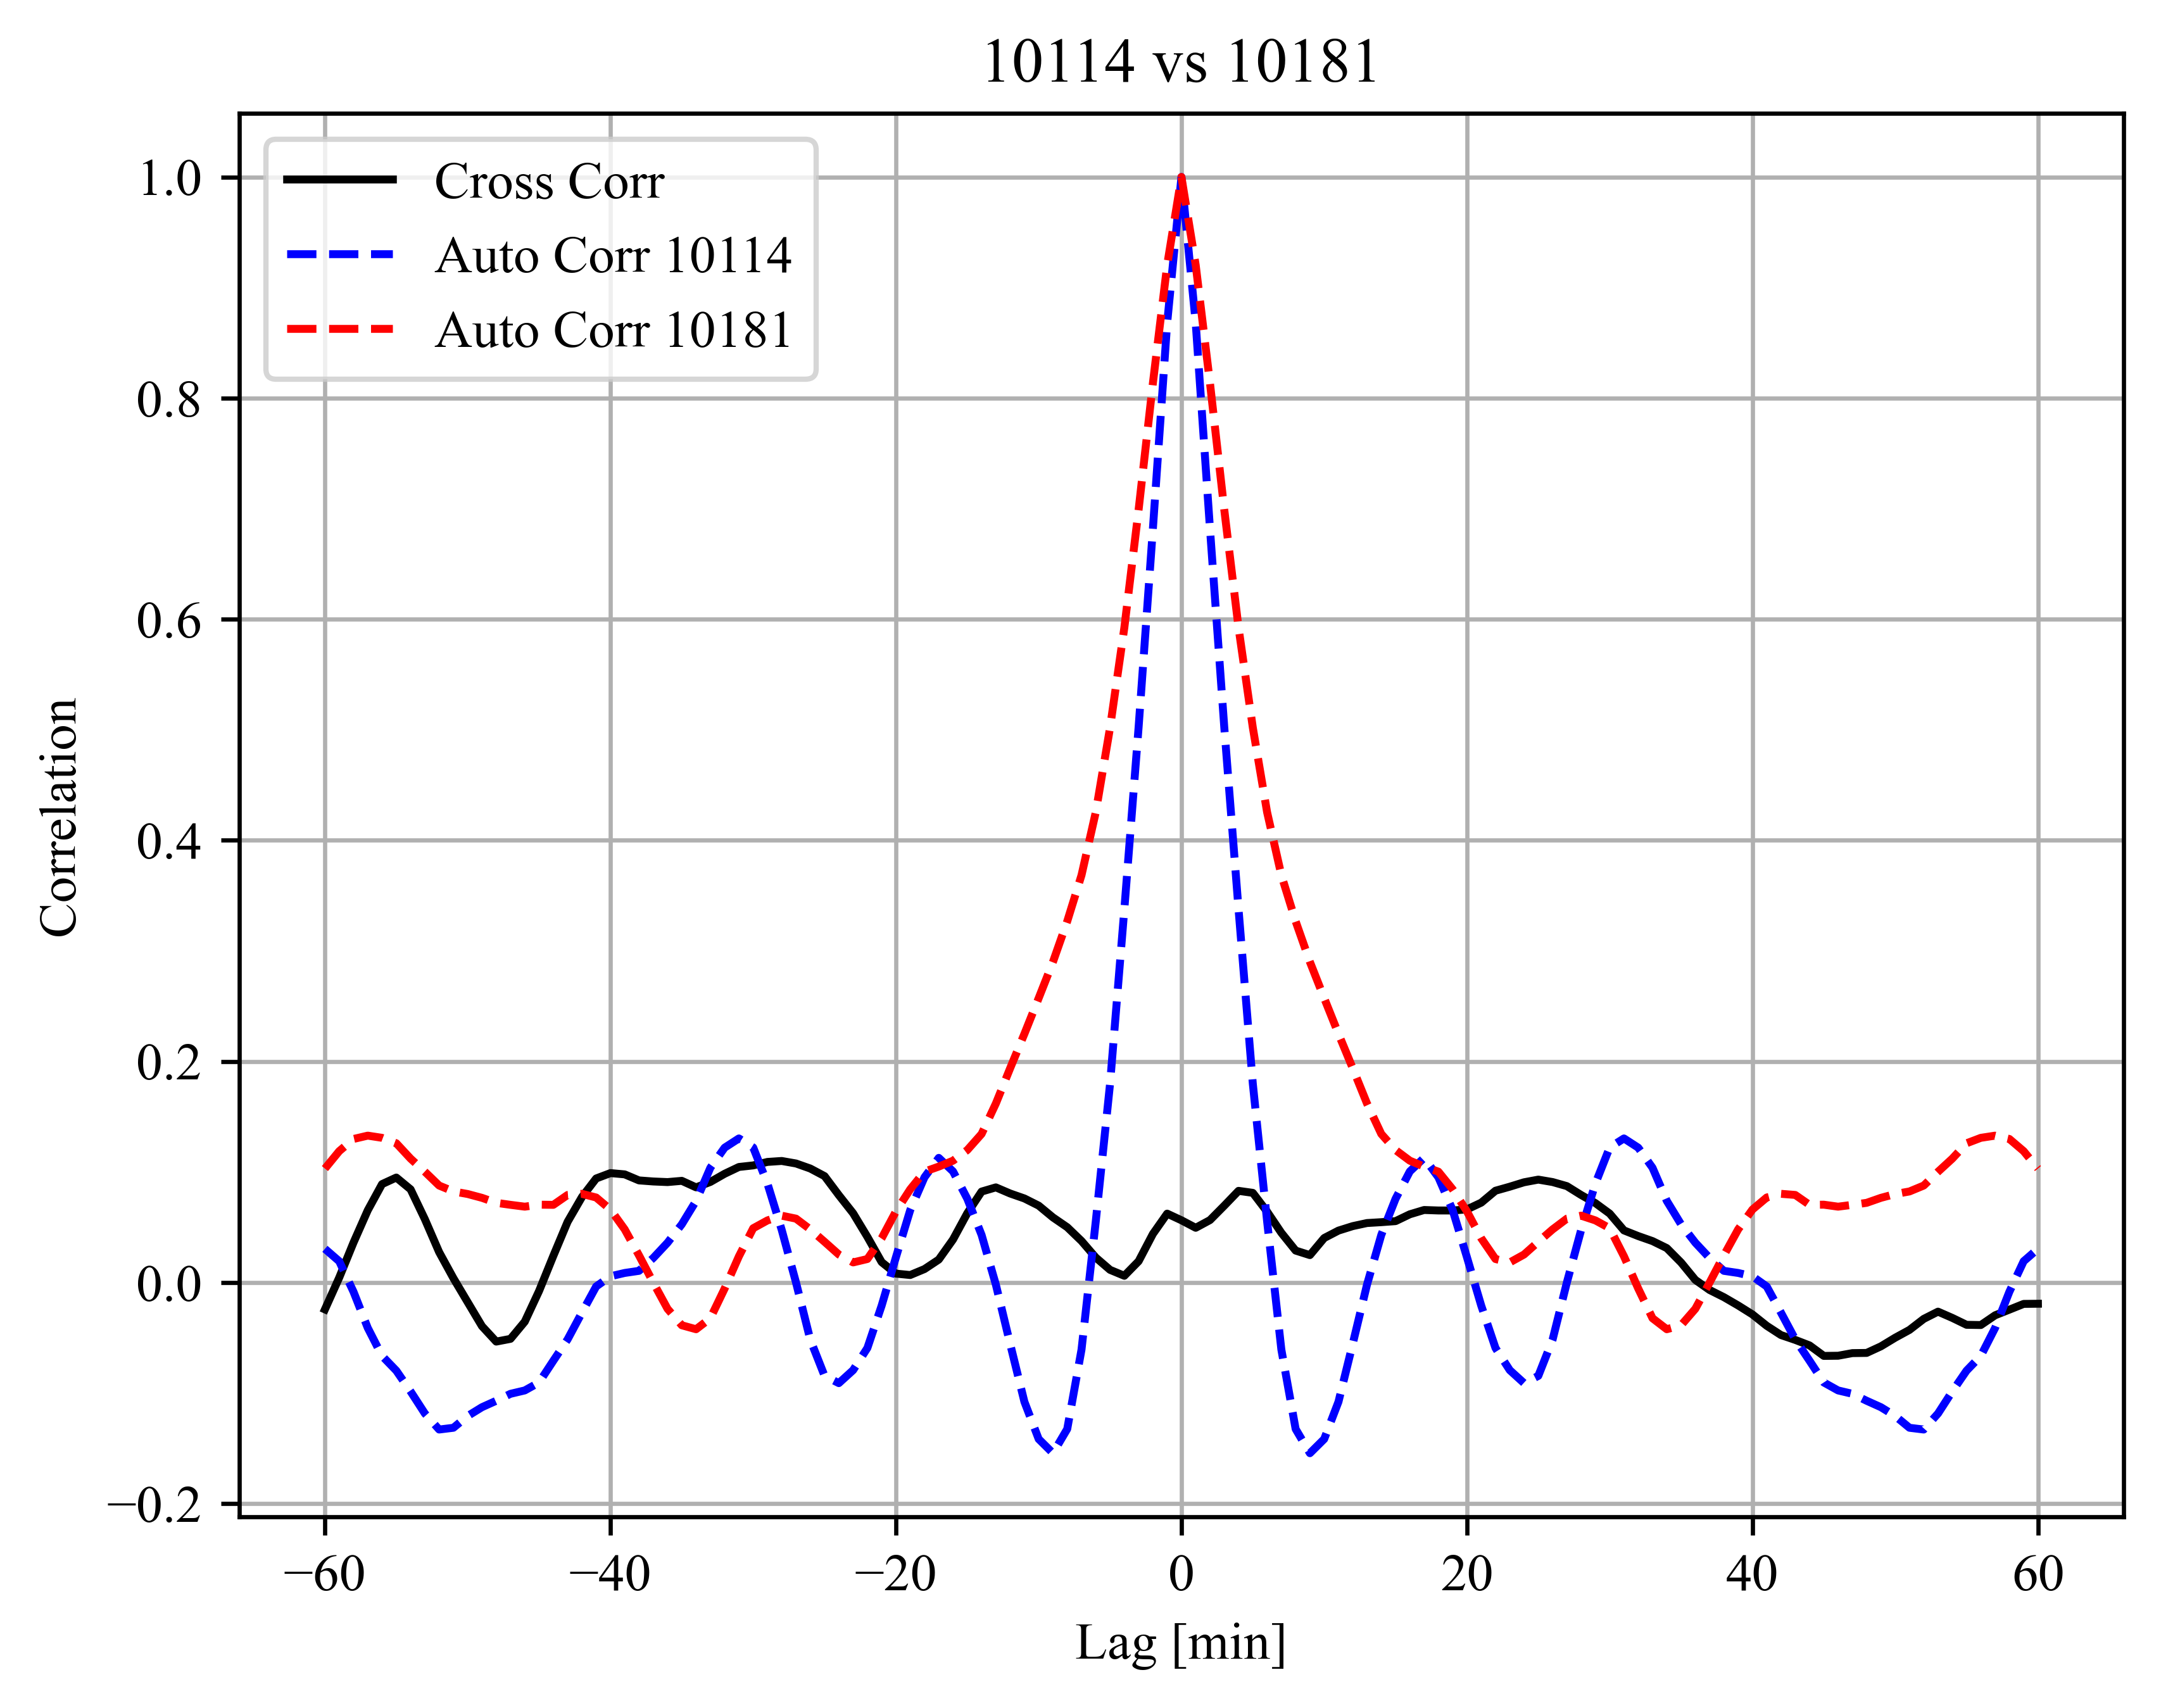 10114 vs 10181
Cross Corr
Auto Corr 10114
Auto Corr 10181
1.0
0.8
0.6
0.4
0.2
0.0
−0.2
Correlation
−60 −40 −20 0 20 40 60
Lag [min]